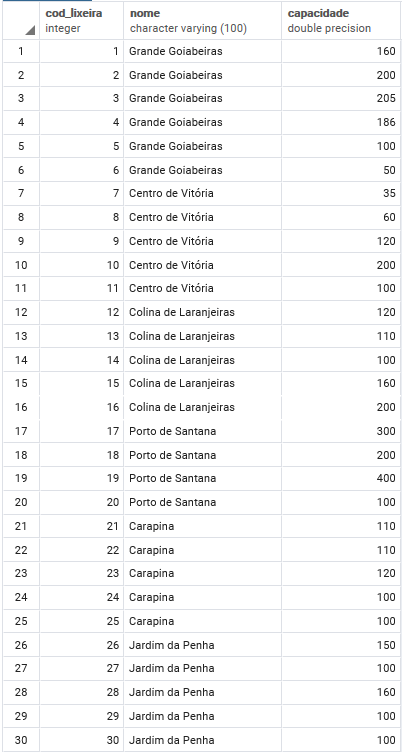 cod_lixeira nome capacidade
integer character varying (100) double precision
1 1 Grande Goiabeiras 160
2 2 Grande Goiabeiras 200
3 3 Grande Goiabeiras 205
4 4 Grande Goiabeiras 186
5 5 Grande Goiabeiras 100
6 6 Grande Goiabeiras 50
7 7 Centro de Vitória 35
8 8 Centro de Vitória 60
9 9 Centro de Vitória 120
10 10 Centro de Vitória 200
11 11 Centro de Vitória 100
12 12 Colina de Laranjeiras 120
13 13 Colina de Laranjeiras 110
14 14 Colina de Laranjeiras 100
15 15 Colina de Laranjeiras 160
16 16 Colina de Laranjeiras 200
17 17 Porto de Santana 300
18 18 Porto de Santana 200
19 19 Porto de Santana 400
20 20 Porto de Santana 100
21 21 Carapina 110
22 22 Carapina 110
23 23 Carapina 120
24 24 Carapina 100
25 25 Carapina 100
26 26 Jardim da Penha 150
27 27 Jardim da Penha 100
28 28 Jardim da Penha 160
29 29 Jardim da Penha 100
30 30 Jardim da Penha 100